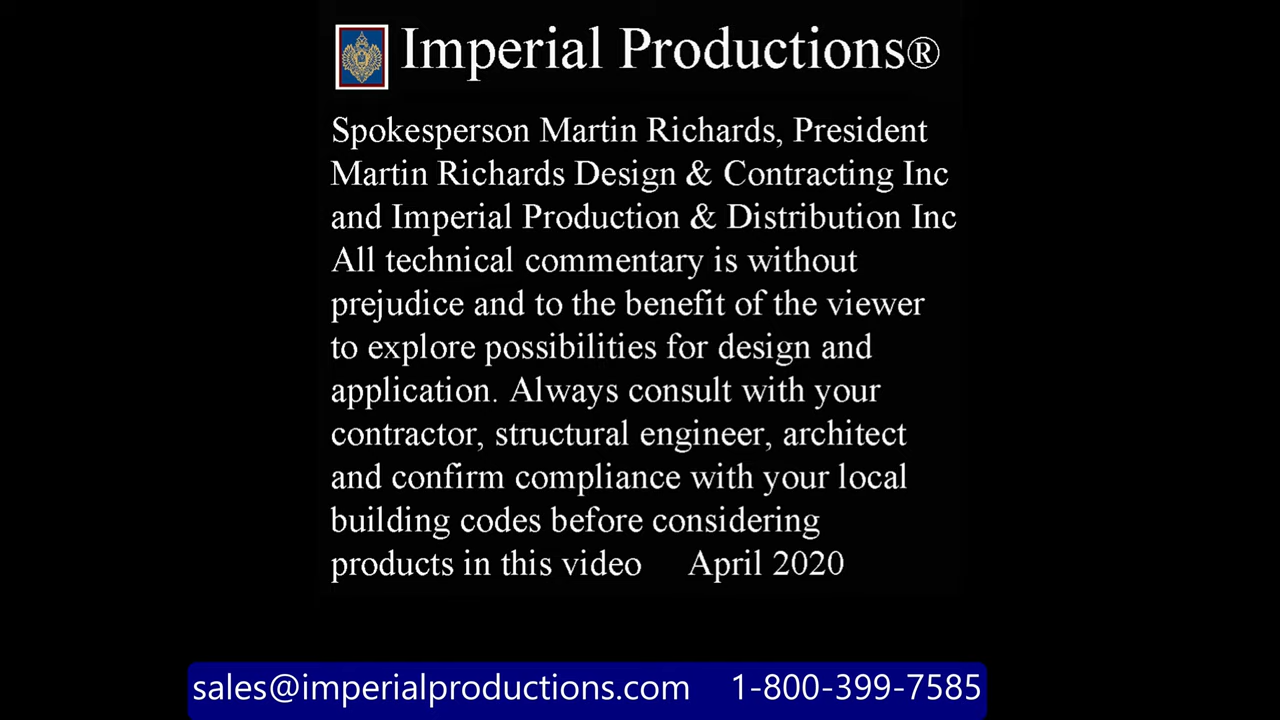 Imperial Productions®
Spokesperson Martin Richards, President
Martin Richards Design & Contracting Inc
and Imperial Production & Distribution Inc
All technical commentary is without
prejudice and to the benefit of the viewer
to explore possibilities for design and
application. Always consult with your
contractor, structural engineer, architect
and confirm compliance with your local
building codes before considering
products in this video April 2020
sales@imperialproductions.com 1-800-399-7585